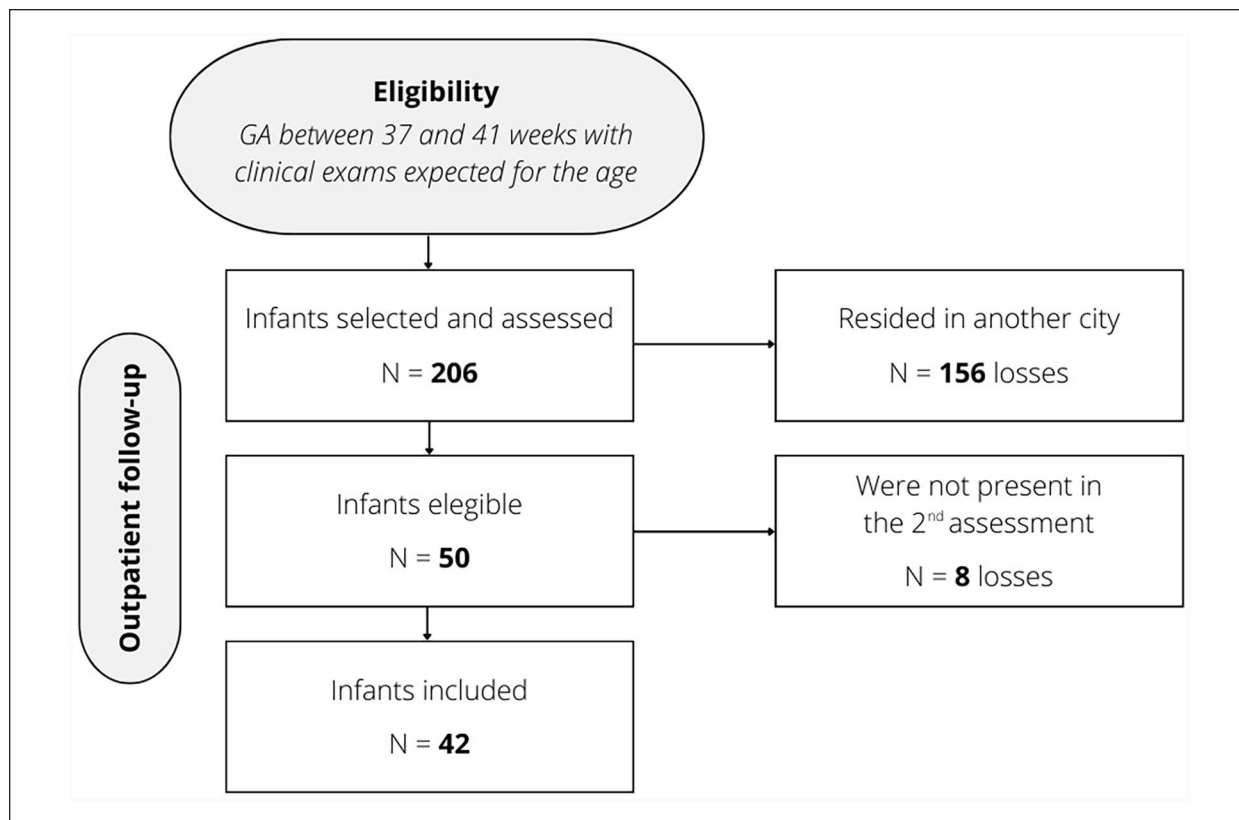 Eligibility
GA between 37 and 41 weeks with
clinical exams expected for the age
Infants selected and assessed
N = 206
Resided in another city
N = 156 losses
Outpatient follow-up
Infants elegible
N = 50
Were not present in
the 2nd assessment
N = 8 losses
Infants included
N = 42